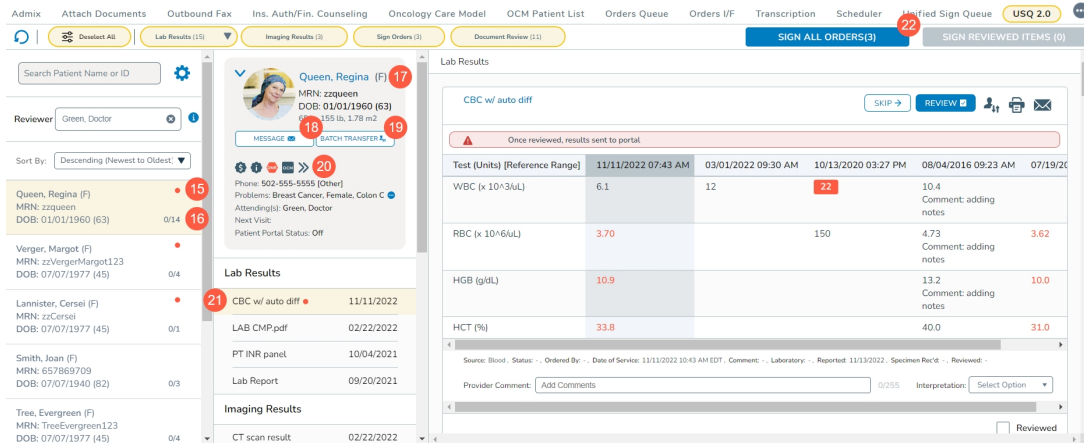 Admix Attach Documents Outbound Fax Ins. Auth/Fin. Counseling Oncology Care Model OCM Patient List Orders Queue Orders I/F Transcription Scheduler Unified Sign Queue USQ 2.0
22
Deselect All Lab Results (15) Imaging Results (3) Sign Orders (3) Document Review (11) SIGN ALL ORDERS(3) SIGN REVIEWED ITEMS (0)
Search Patient Name or ID
Reviewer Green, Doctor
Sort By: Descending (Newest to Oldest)
Queen, Regina (F) 15
MRN: zzqueen
DOB: 01/01/1960 (63) 0/14 16
Verger, Margot (F)
MRN: zzVergerMargot123
DOB: 07/07/1977 (45) 0/4
Lannister, Cersei (F)
MRN: zzCersei
DOB: 07/07/1977 (45) 0/1
Smith, Joan (F)
MRN: 657869709
DOB: 07/07/1940 (82) 0/3
Tree, Evergreen (F)
MRN: TreeEvergreen123
DOB: 07/07/1977 (45) 0/4
Queen, Regina (F) 17
MRN: zzqueen
DOB: 01/01/1960 (63)
155 lb, 1.78 m2
18 19
MESSAGE BATCH TRANSFER
OCM 20
Phone: 502-555-5555 [Other]
Problems: Breast Cancer, Female, Colon C
Attending(s): Green, Doctor
Next Visit:
Patient Portal Status: Off
Lab Results
21 CBC w/ auto diff 11/11/2022
LAB CMP.pdf 02/22/2022
PT INR panel 10/04/2021
Lab Report 09/20/2021
Imaging Results
CT scan result 02/22/2022
Lab Results
CBC w/ auto diff SKIP REVIEW
Once reviewed, results sent to portal
Test (Units) [Reference Range] 11/11/2022 07:43 AM 03/01/2022 09:30 AM 10/13/2020 03:27 PM 08/04/2016 09:23 AM 07/19/20
WBC (x 10^3/uL) 6.1 12 22 10.4
Comment: adding
notes
RBC (x 10^6/uL) 3.70 150 4.73 3.62
Comment: adding
notes
HGB (g/dL) 10.9 13.2 10.0
Comment: adding
notes
HCT (%) 33.8 40.0 31.0
Source: Blood , Status: - , Ordered By: - , Date of Service: 11/11/2022 10:43 AM EDT , Comment: - , Laboratory: - , Reported: 11/13/2022 , Specimen Rec'd: - , Reviewed: -
Provider Comment: Add Comments 0/255 Interpretation: Select Option
Reviewed